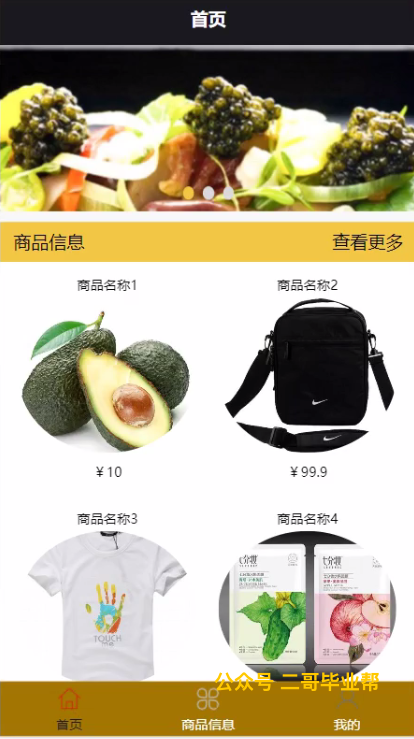 首页
商品信息 查看更多
商品名称1 商品名称2
¥10 ¥99.9
商品名称3 商品名称4
TOUCH
公众号 二哥毕业帮
首页 商品信息 我的